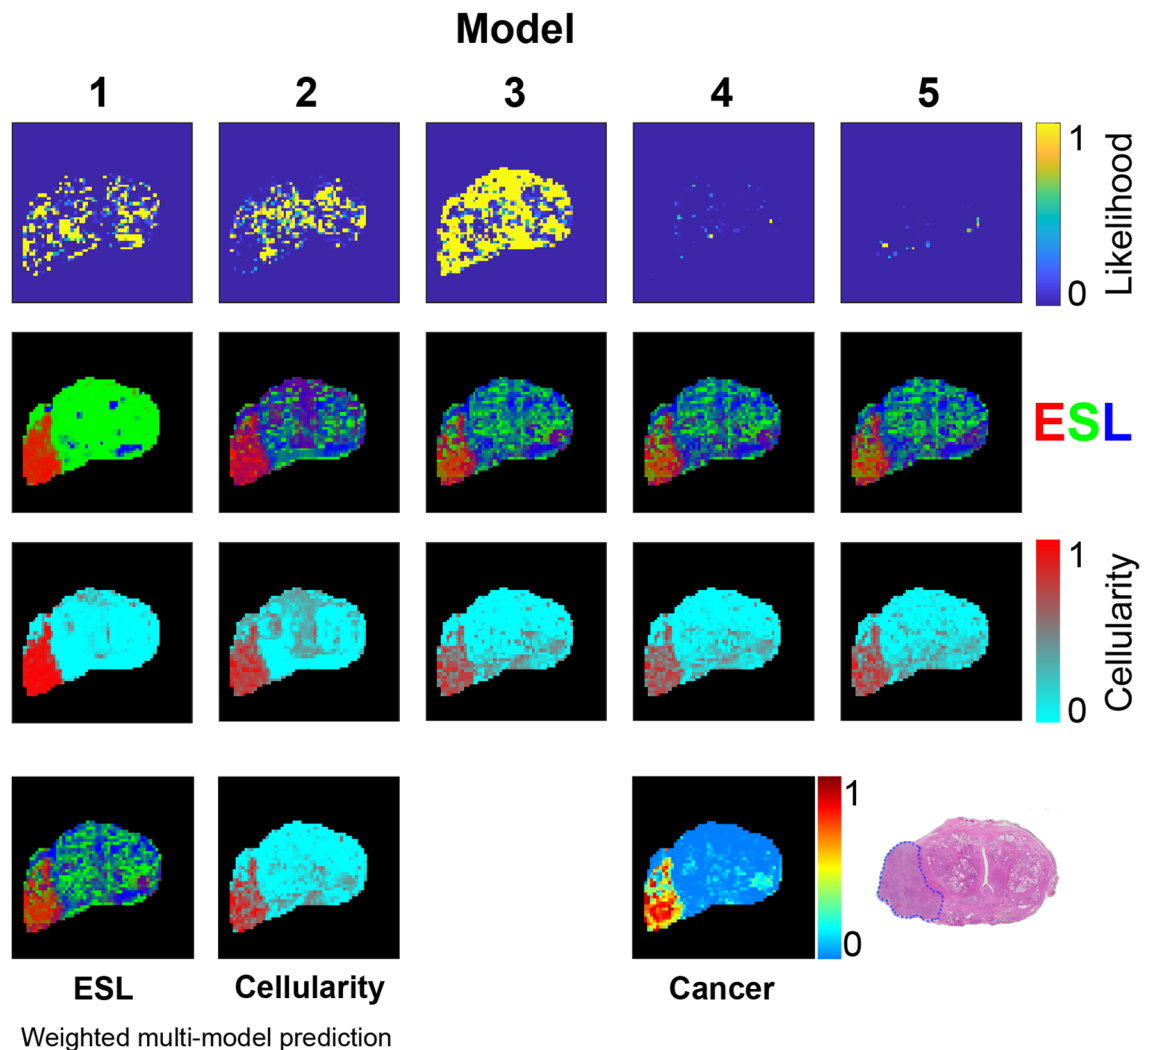 Model
1 2 3 4 5
1
Likelihood
0
ESL
1
Cellularity
0
1
0
ESL Cellularity Cancer
Weighted multi-model prediction